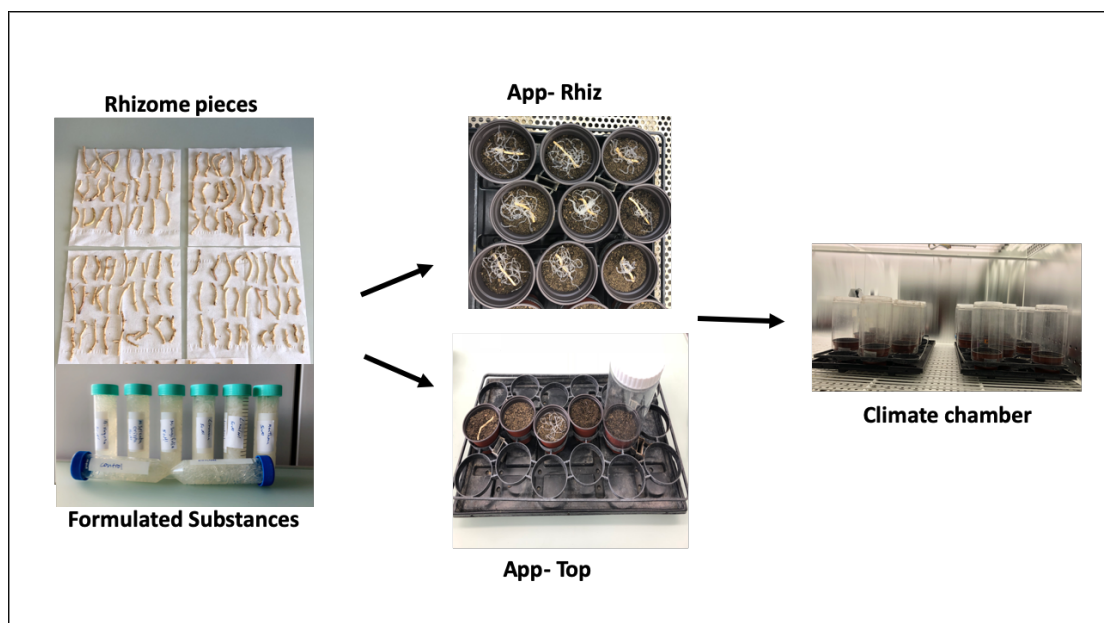 Rhizome pieces
App- Rhiz
Formulated Substances
App- Top
Climate chamber